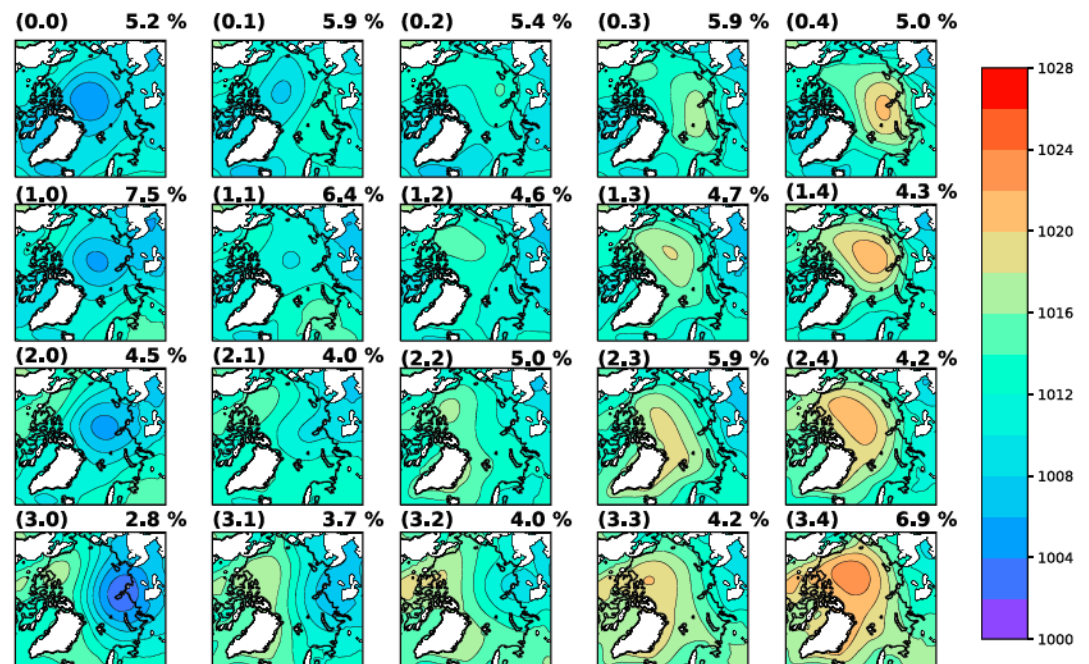 (0.0) 5.2 % (0.1) 5.9 % (0.2) 5.4 % (0.3) 5.9 % (0.4) 5.0 %
(1.0) 7.5 % (1.1) 6.4 % (1.2) 4.6 % (1.3) 4.7 % (1.4) 4.3 %
(2.0) 4.5 % (2.1) 4.0 % (2.2) 5.0 % (2.3) 5.9 % (2.4) 4.2 %
(3.0) 2.8 % (3.1) 3.7 % (3.2) 4.0 % (3.3) 4.2 % (3.4) 6.9 %
1028
1024
1020
1016
1012
1008
1004
1000